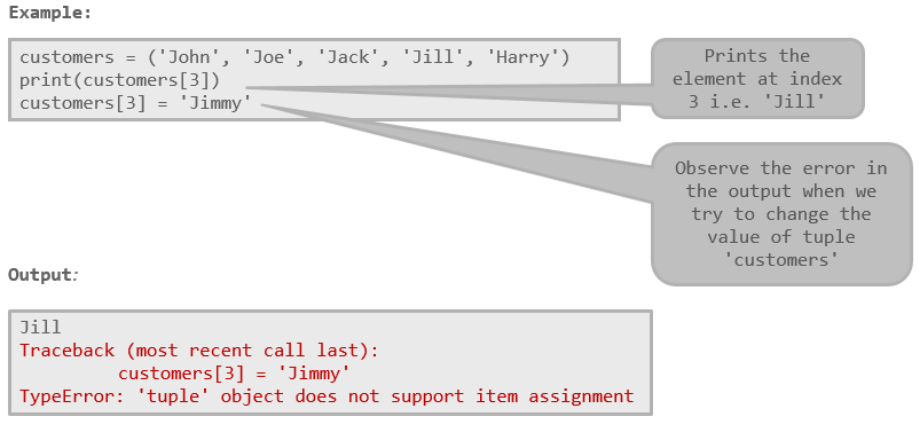 Example:
customers = ('John', 'Joe', 'Jack', 'Jill', 'Harry')
print(customers[3])
customers[3] = 'Jimmy'
Prints the
element at index
3 i.e. 'Jill'
Observe the error in
the output when we
try to change the
value of tuple
'customers'
Output:
Jill
Traceback (most recent call last):
customers[3] = 'Jimmy'
TypeError: 'tuple' object does not support item assignment